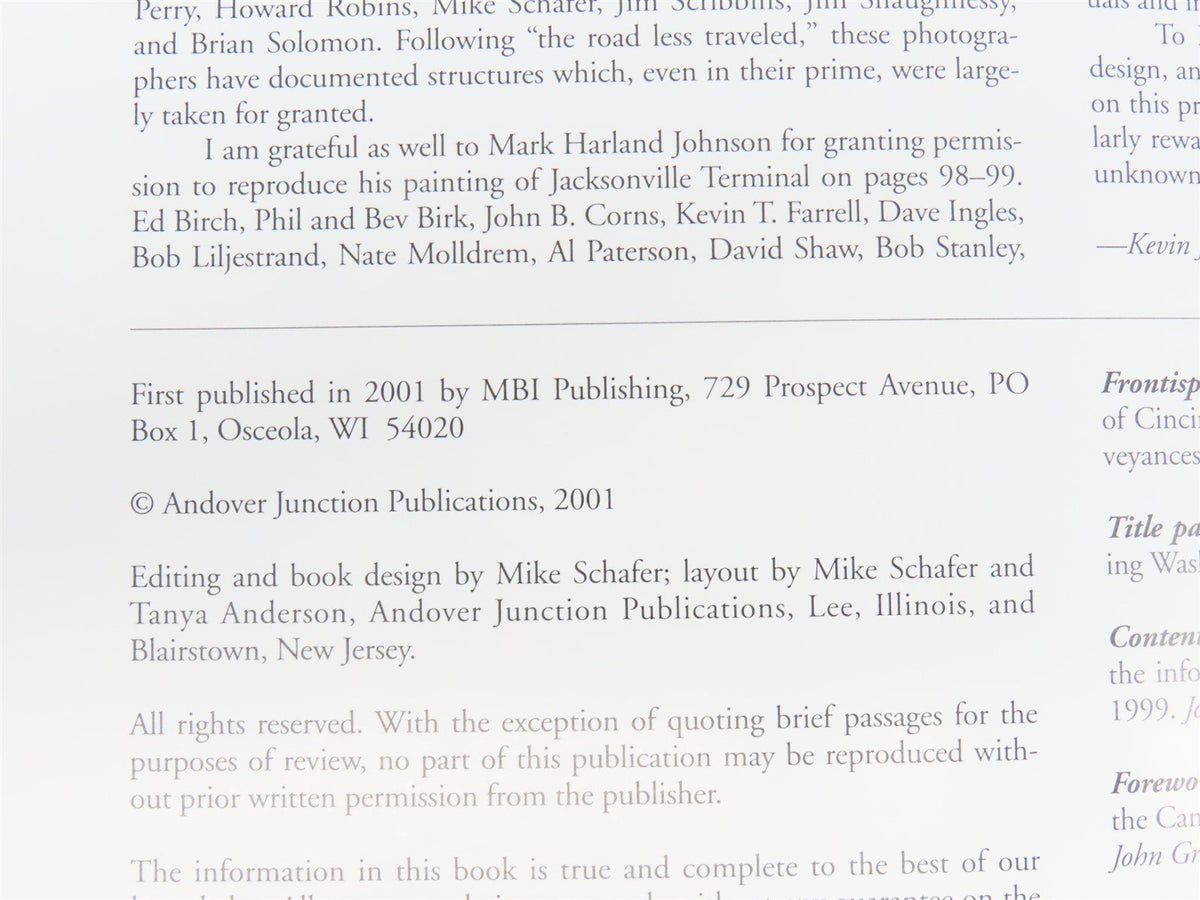 Perry, Howard Robins, Mike Schafer, Jim Scribbins, Jim Shaughnessy,
and Brian Solomon. Following “the road less traveled,” these photogra-
phers have documented structures which, even in their prime, were large-
ly taken for granted.
I am grateful as well to Mark Harland Johnson for granting permis-
sion to reproduce his painting of Jacksonville Terminal on pages 98–99.
Ed Birch, Phil and Bev Birk, John B. Corns, Kevin T. Farrell, Dave Ingles,
Bob Liljestrand, Nate Molldrem, Al Paterson, David Shaw, Bob Stanley,
First published in 2001 by MBI Publishing, 729 Prospect Avenue, PO
Box 1, Osceola, WI 54020
© Andover Junction Publications, 2001
Editing and book design by Mike Schafer; layout by Mike Schafer and
Tanya Anderson, Andover Junction Publications, Lee, Illinois, and
Blairstown, New Jersey.
All rights reserved. With the exception of quoting brief passages for the
purposes of review, no part of this publication may be reproduced with-
out prior written permission from the publisher.
The information in this book is true and complete to the best of our
To
design, an
on this pr
larly rewa
unknown
—Kevin
Frontisp
of Cinci
veyances
Title pa
ing Was
Content
the info
1999. Jo
Forewo
the Can
John Gr